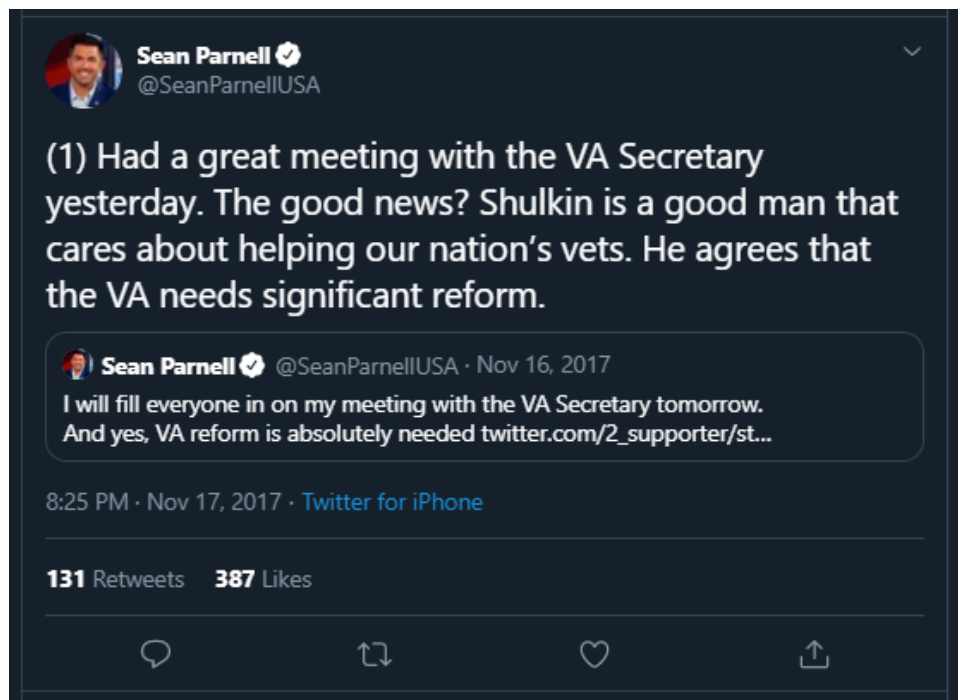 Sean Parnell
@SeanParnellUSA
(1) Had a great meeting with the VA Secretary
yesterday. The good news? Shulkin is a good man that
cares about helping our nation’s vets. He agrees that
the VA needs significant reform.
Sean Parnell @SeanParnellUSA · Nov 16, 2017
I will fill everyone in on my meeting with the VA Secretary tomorrow.
And yes, VA reform is absolutely needed twitter.com/2_supporter/st...
8:25 PM · Nov 17, 2017 · Twitter for iPhone
131 Retweets 387 Likes